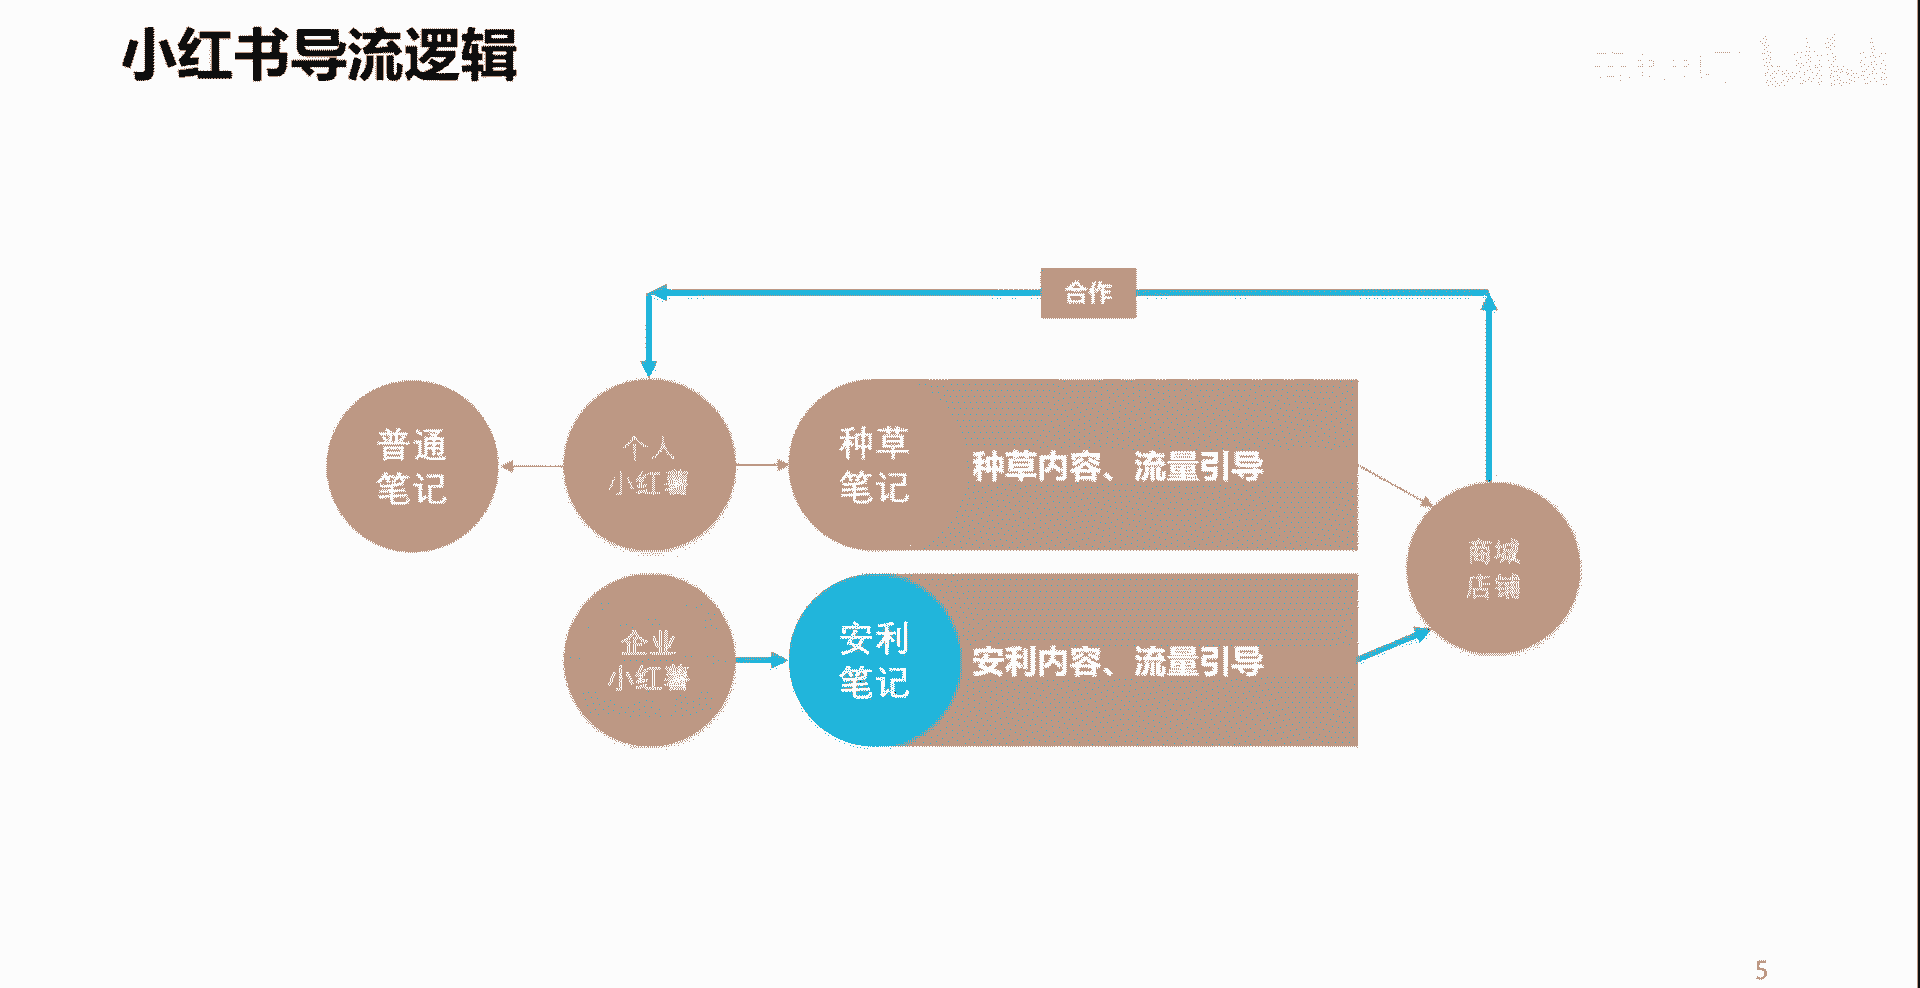 小红书导流逻辑
合作
普通
笔记
个人
小红薯
种草
笔记
种草内容、流量引导
商城
店铺
企业
小红薯
安利
笔记
安利内容、流量引导
5